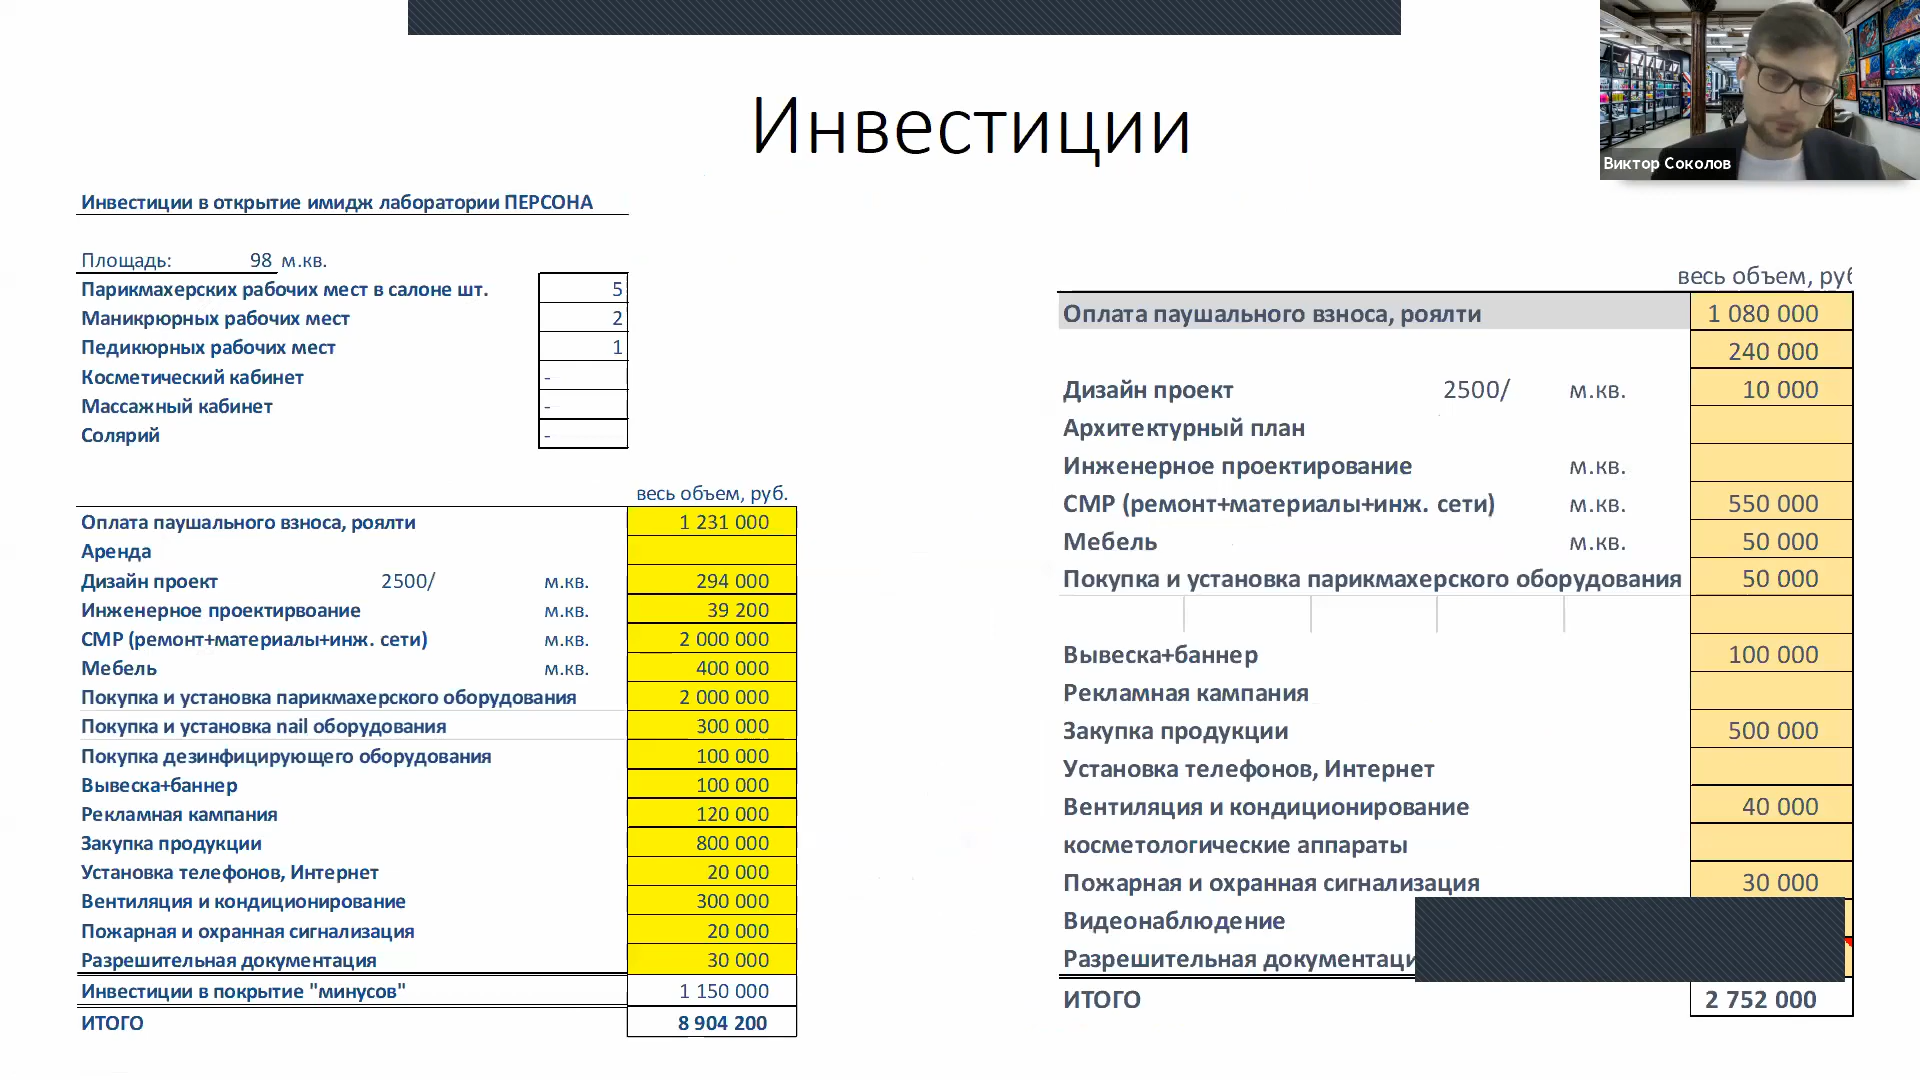 Инвестиции
Виктор Соколов
Инвестиции в открытие имидж лаборатории ПЕРСОНА
Площадь: 98 м.кв.
Парикмахерских рабочих мест в салоне шт. 5
Маникрюрных рабочих мест 2
Педикюрных рабочих мест 1
Косметический кабинет -
Массажный кабинет -
Солярий -
весь объем, руб.
Оплата паушального взноса, роялти 1 231 000
Аренда
Дизайн проект 2500/ м.кв. 294 000
Инженерное проектирвоание м.кв. 39 200
СМР (ремонт+материалы+инж. сети) м.кв. 2 000 000
Мебель м.кв. 400 000
Покупка и установка парикмахерского оборудования 2 000 000
Покупка и установка nail оборудования 300 000
Покупка дезинфицирующего оборудования 100 000
Вывеска+баннер 100 000
Рекламная кампания 120 000
Закупка продукции 800 000
Установка телефонов, Интернет 20 000
Вентиляция и кондиционирование 300 000
Пожарная и охранная сигнализация 20 000
Разрешительная документация 30 000
Инвестиции в покрытие "минусов" 1 150 000
ИТОГО 8 904 200
весь объем, руб
Оплата паушального взноса, роялти 1 080 000
240 000
Дизайн проект 2500/ м.кв. 10 000
Архитектурный план
Инженерное проектирование м.кв.
СМР (ремонт+материалы+инж. сети) м.кв. 550 000
Мебель м.кв. 50 000
Покупка и установка парикмахерского оборудования 50 000
Вывеска+баннер 100 000
Рекламная кампания
Закупка продукции 500 000
Установка телефонов, Интернет
Вентиляция и кондиционирование 40 000
косметологические аппараты
Пожарная и охранная сигнализация 30 000
Видеонаблюдение
Разрешительная документаци
ИТОГО 2 752 000